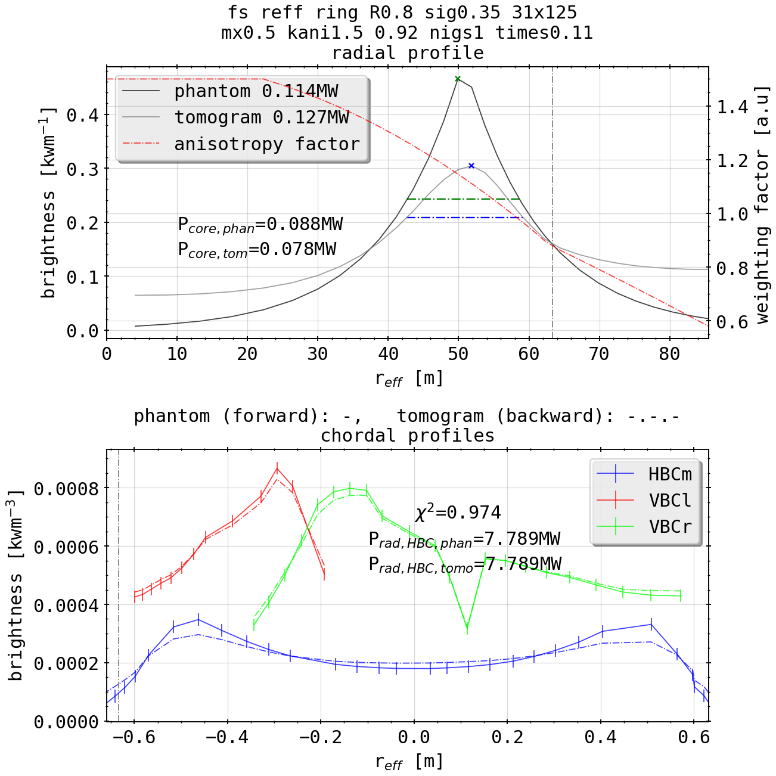 fs reff ring R0.8 sig0.35 31x125
mx0.5 kani1.5 0.92 nigs1 times0.11
radial profile
phantom 0.114MW
tomogram 0.127MW
anisotropy factor
P_core,phan=0.088MW
P_core,tom=0.078MW
brightness [kwm⁻¹]
0.4
0.3
0.2
0.1
0.0
weighting factor [a.u]
1.4
1.2
1.0
0.8
0.6
0 10 20 30 40 50 60 70 80
r_eff [m]
phantom (forward): -,   tomogram (backward): -.-.-
chordal profiles
HBCm
VBCl
VBCr
χ²=0.974
P_rad,HBC,phan=7.789MW
P_rad,HBC,tomo=7.789MW
brightness [kwm⁻³]
0.0008
0.0006
0.0004
0.0002
0.0000
−0.6 −0.4 −0.2 0.0 0.2 0.4 0.6
r_eff [m]